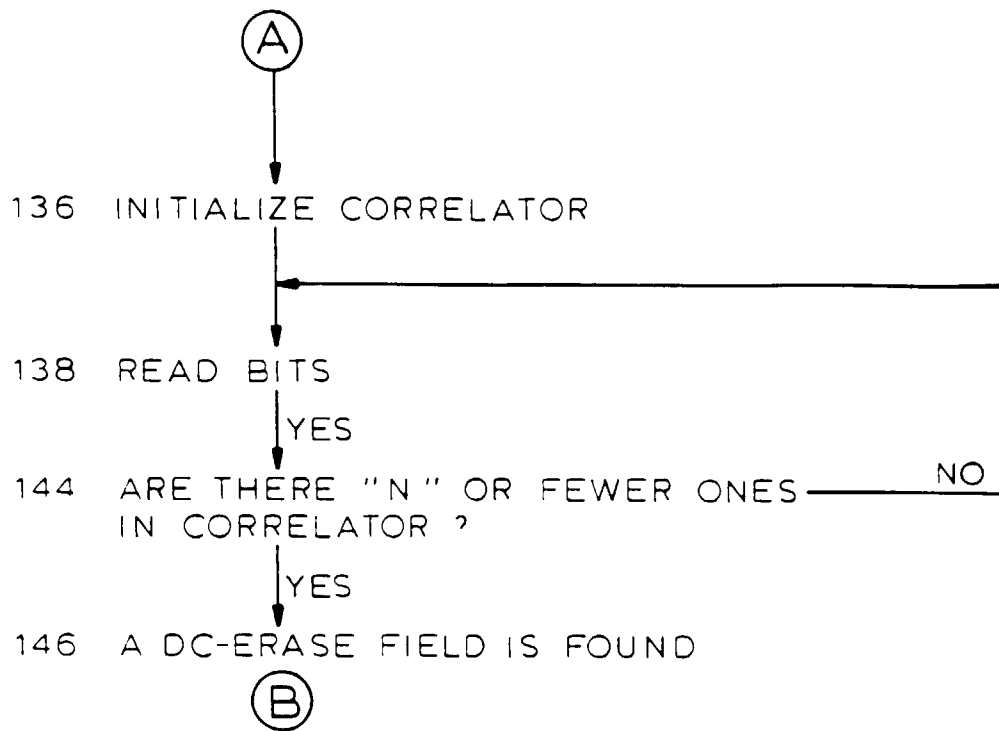 A
136 INITIALIZE CORRELATOR
138 READ BITS
YES
144 ARE THERE "N" OR FEWER ONES
NO
IN CORRELATOR ?
YES
146 A DC-ERASE FIELD IS FOUND
B